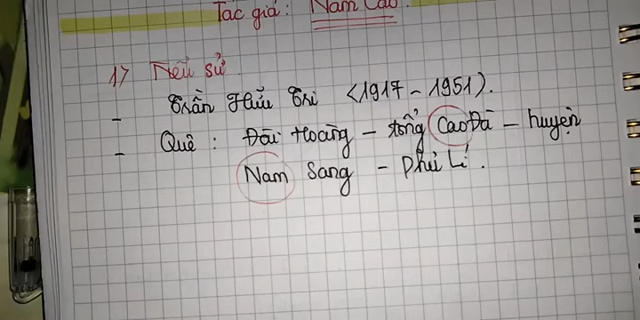 Tác giả: Nam Cao.
1) Tiểu sử
- Trần Hữu Tri (1917 - 1951).
- Quê: Đại Hoàng - tổng Cao Đà - huyện
Nam Sang - Phủ Lí.